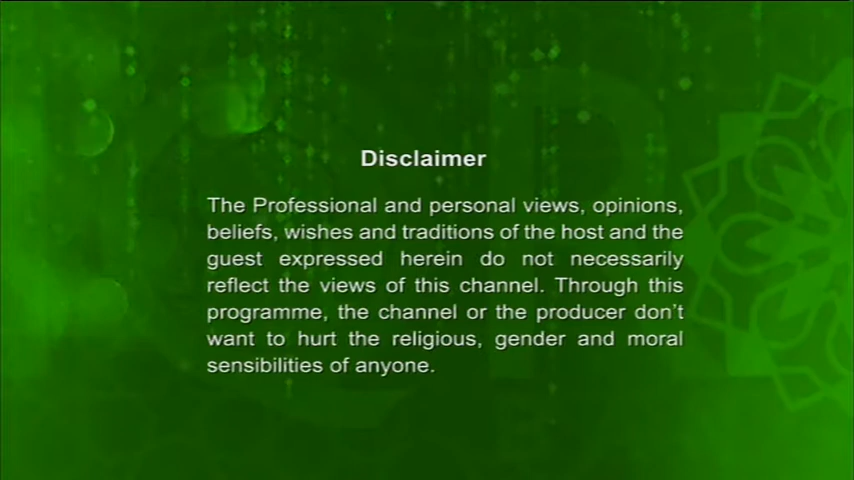 Disclaimer
The Professional and personal views, opinions,
beliefs, wishes and traditions of the host and the
guest expressed herein do not necessarily
reflect the views of this channel. Through this
programme, the channel or the producer don't
want to hurt the religious, gender and moral
sensibilities of anyone.